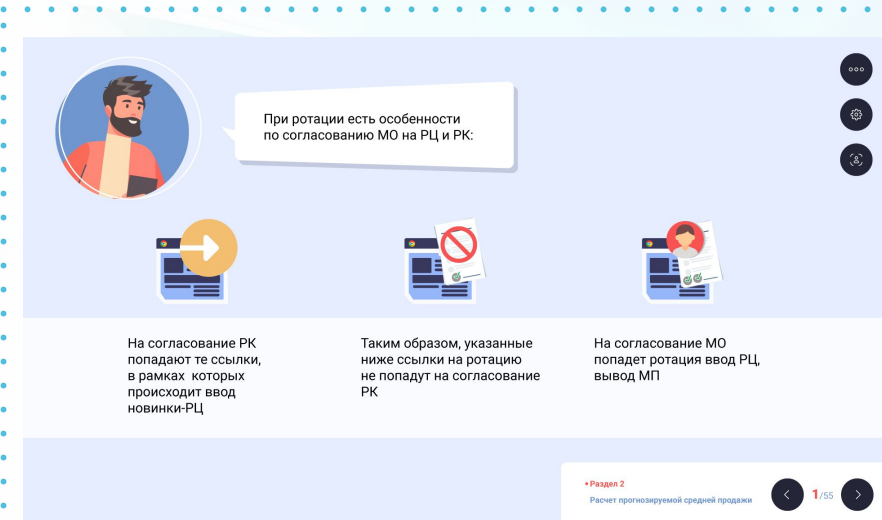 При ротации есть особенности
по согласованию МО на РЦ и РК:
На согласование РК
попадают те ссылки,
в рамках которых
происходит ввод
новинки-РЦ
Таким образом, указанные
ниже ссылки на ротацию
не попадут на согласование
РК
На согласование МО
попадет ротация ввод РЦ,
вывод МП
• Раздел 2
Расчет прогнозируемой средней продажи
1/55